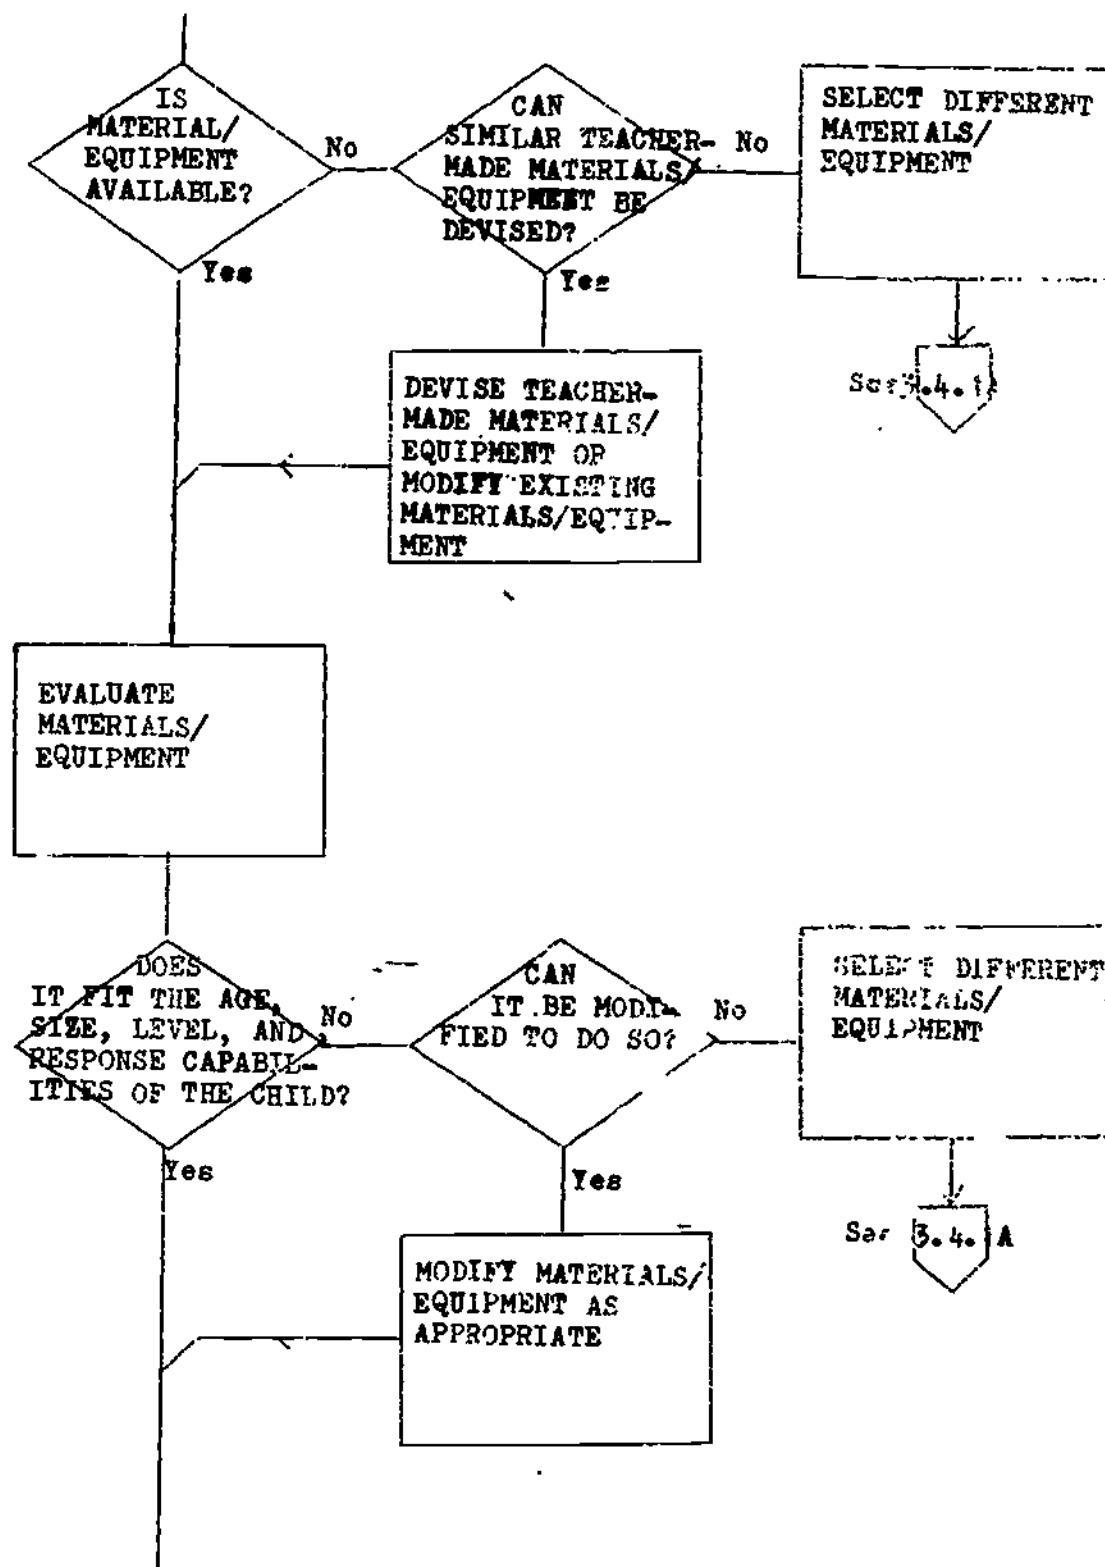 IS
MATERIAL/
EQUIPMENT
AVAILABLE?
No
Yes
CAN
SIMILAR TEACHER-
MADE MATERIALS/
EQUIPMENT BE
DEVISED?
No
Yes
SELECT DIFFERENT
MATERIALS/
EQUIPMENT
DEVISE TEACHER-
MADE MATERIALS/
EQUIPMENT OR
MODIFY EXISTING
MATERIALS/EQUIP-
MENT
EVALUATE
MATERIALS/
EQUIPMENT
DOES
IT FIT THE AGE,
SIZE, LEVEL, AND
RESPONSE CAPABIL-
ITIES OF THE CHILD?
No
Yes
CAN
IT BE MODI-
FIED TO DO SO?
No
Yes
SELECT DIFFERENT
MATERIALS/
EQUIPMENT
3.4. A
MODIFY MATERIALS/
EQUIPMENT AS
APPROPRIATE